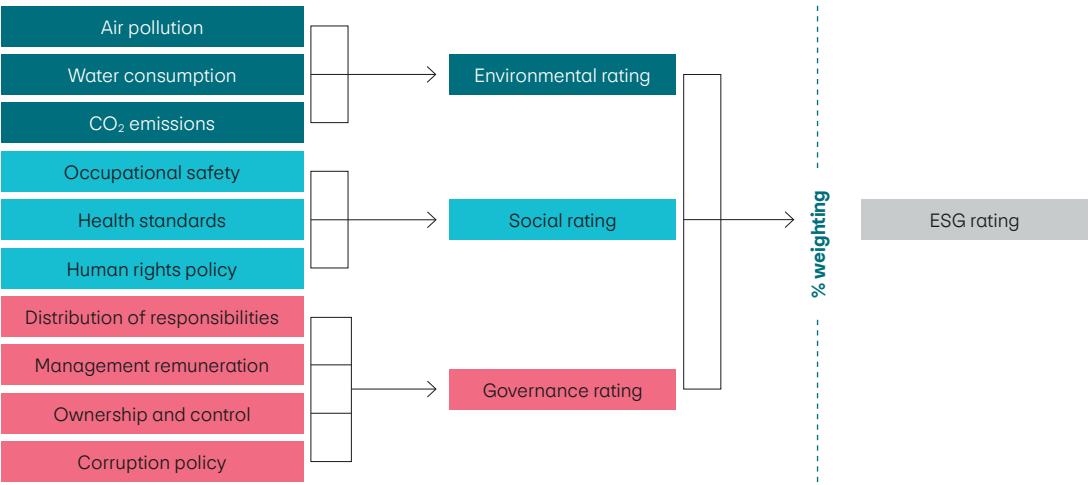 Air pollution
Water consumption
CO₂ emissions
Occupational safety
Health standards
Human rights policy
Distribution of responsibilities
Management remuneration
Ownership and control
Corruption policy
Environmental rating
Social rating
Governance rating
% weighting
ESG rating